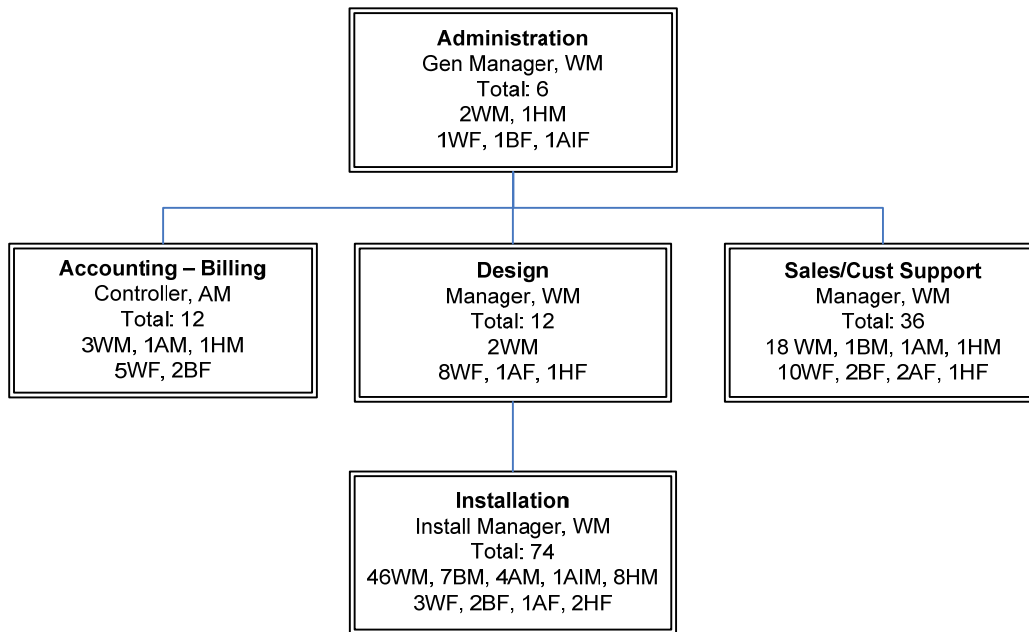 Administration
Gen Manager, WM
Total: 6
2WM, 1HM
1WF, 1BF, 1AIF
Accounting – Billing
Controller, AM
Total: 12
3WM, 1AM, 1HM
5WF, 2BF
Design
Manager, WM
Total: 12
2WM
8WF, 1AF, 1HF
Sales/Cust Support
Manager, WM
Total: 36
18 WM, 1BM, 1AM, 1HM
10WF, 2BF, 2AF, 1HF
Installation
Install Manager, WM
Total: 74
46WM, 7BM, 4AM, 1AIM, 8HM
3WF, 2BF, 1AF, 2HF